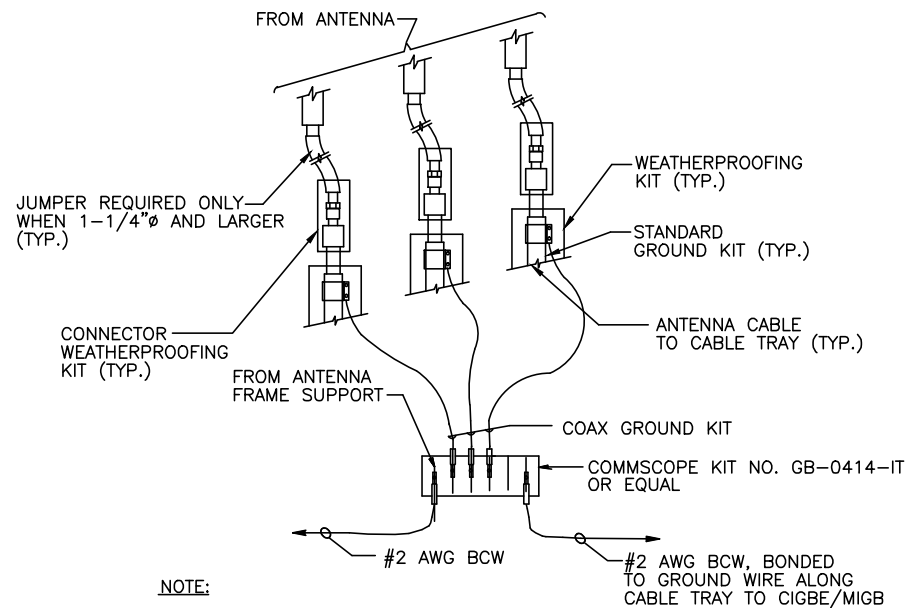 FROM ANTENNA
JUMPER REQUIRED ONLY
WHEN 1-1/4"ø AND LARGER
(TYP.)
WEATHERPROOFING
KIT (TYP.)
STANDARD
GROUND KIT (TYP.)
CONNECTOR
WEATHERPROOFING
KIT (TYP.)
ANTENNA CABLE
TO CABLE TRAY (TYP.)
FROM ANTENNA
FRAME SUPPORT
COAX GROUND KIT
COMMSCOPE KIT NO. GB-0414-IT
OR EQUAL
#2 AWG BCW
#2 AWG BCW, BONDED
TO GROUND WIRE ALONG
CABLE TRAY TO CIGBE/MIGB
NOTE: